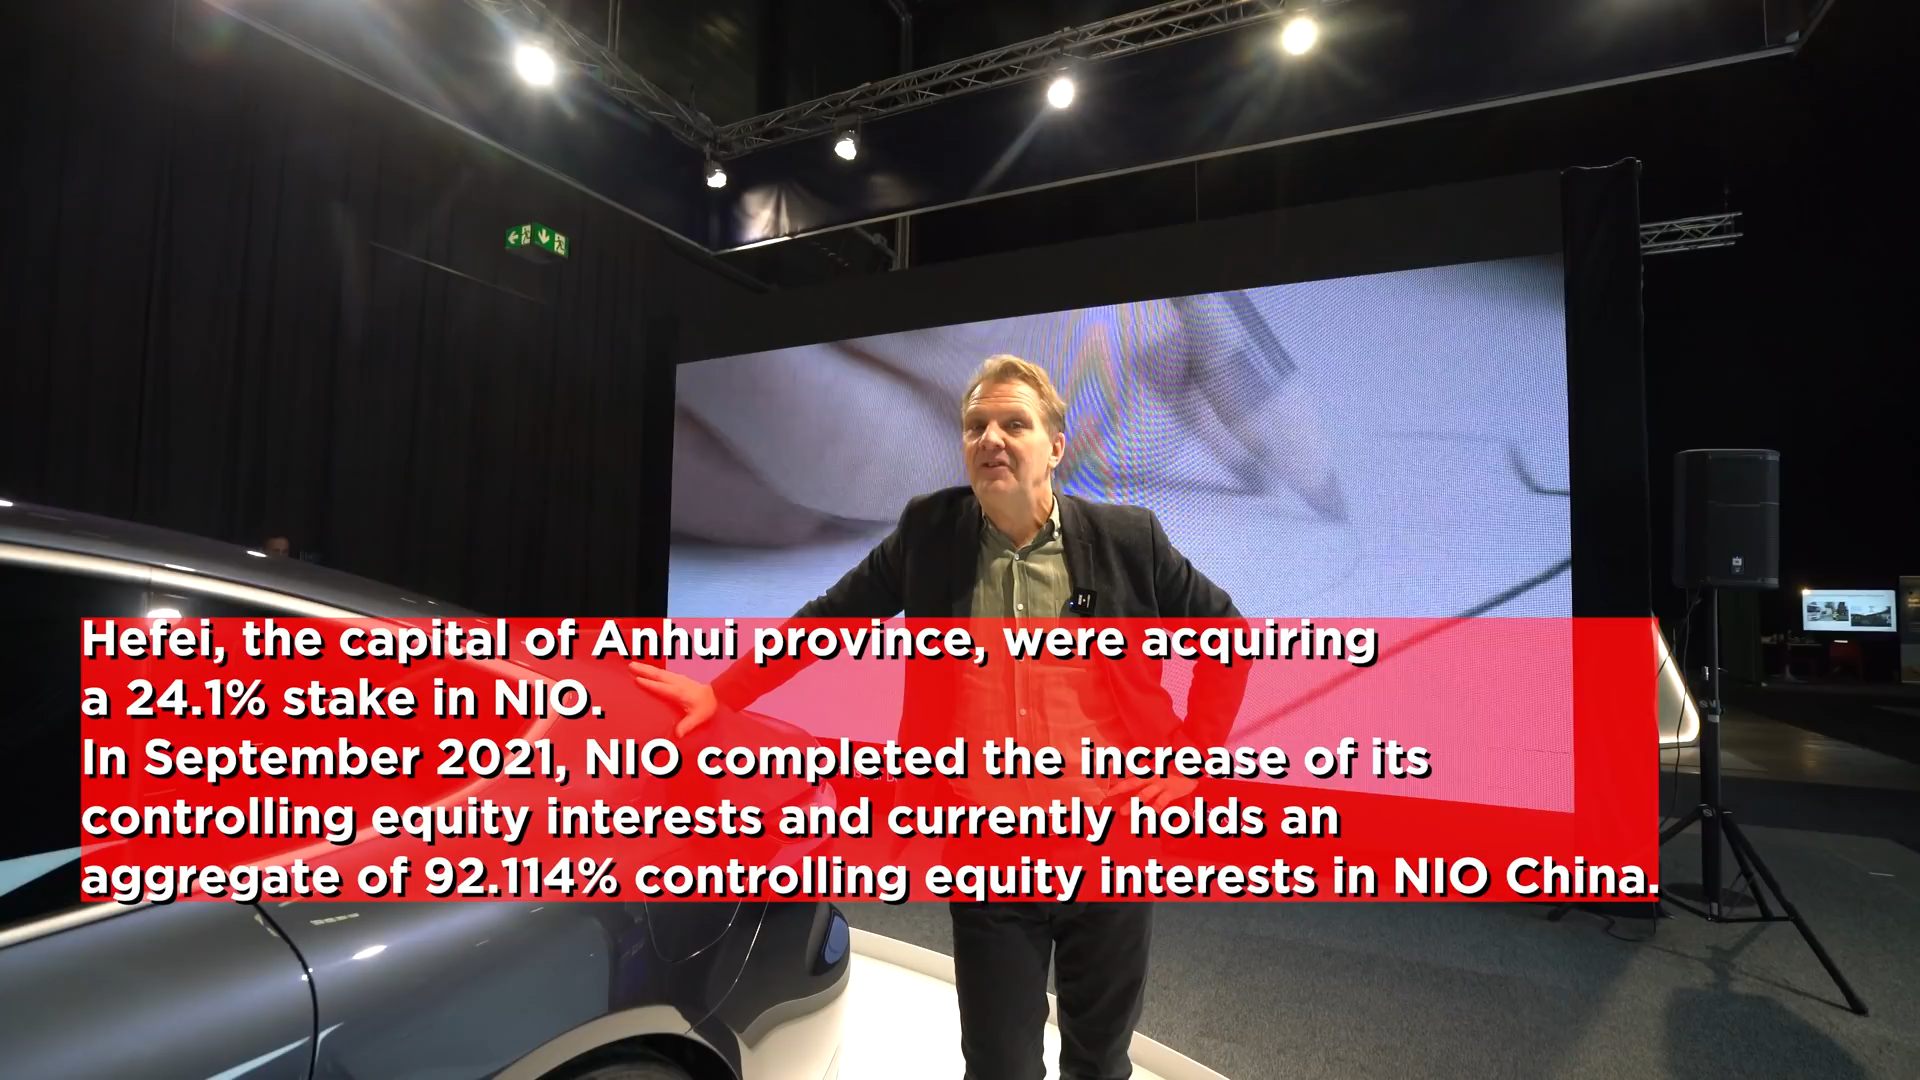 Hefei, the capital of Anhui province, were acquiring
a 24.1% stake in NIO.
In September 2021, NIO completed the increase of its
controlling equity interests and currently holds an
aggregate of 92.114% controlling equity interests in NIO China.